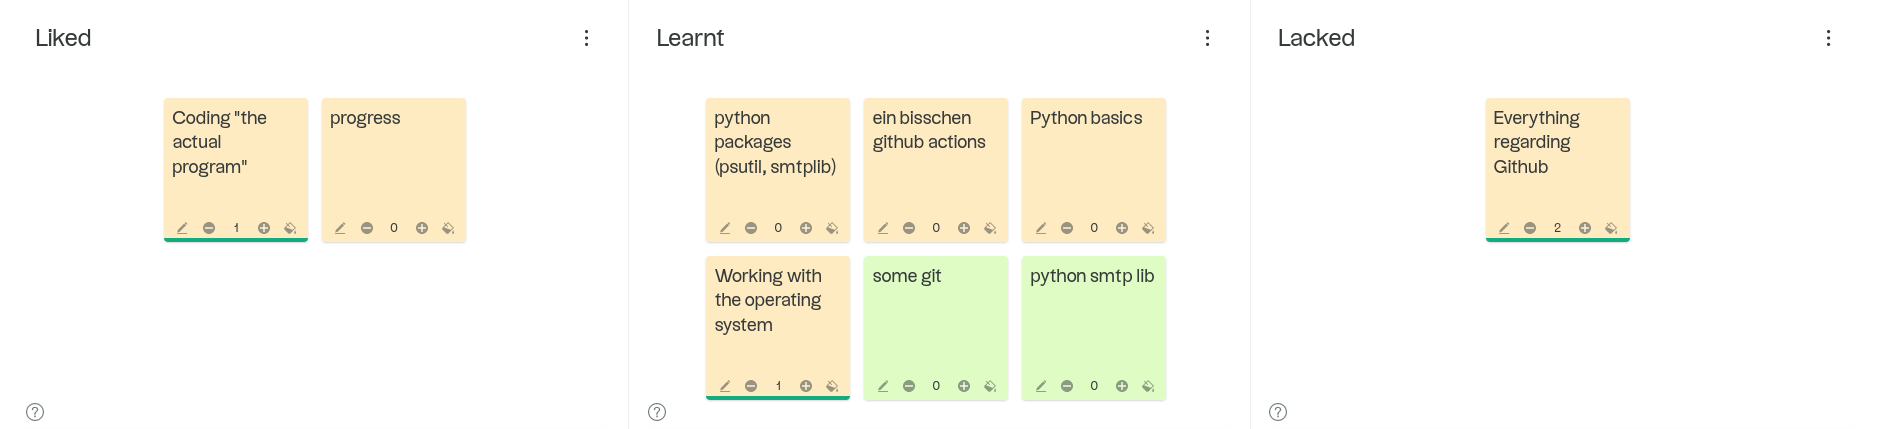 Liked
Coding "the
actual
program"
1
progress
0
Learnt
python
packages
(psutil, smtplib)
0
ein bisschen
github actions
0
Python basics
0
Working with
the operating
system
1
some git
0
python smtp lib
0
Lacked
Everything
regarding
Github
2
?
?
?